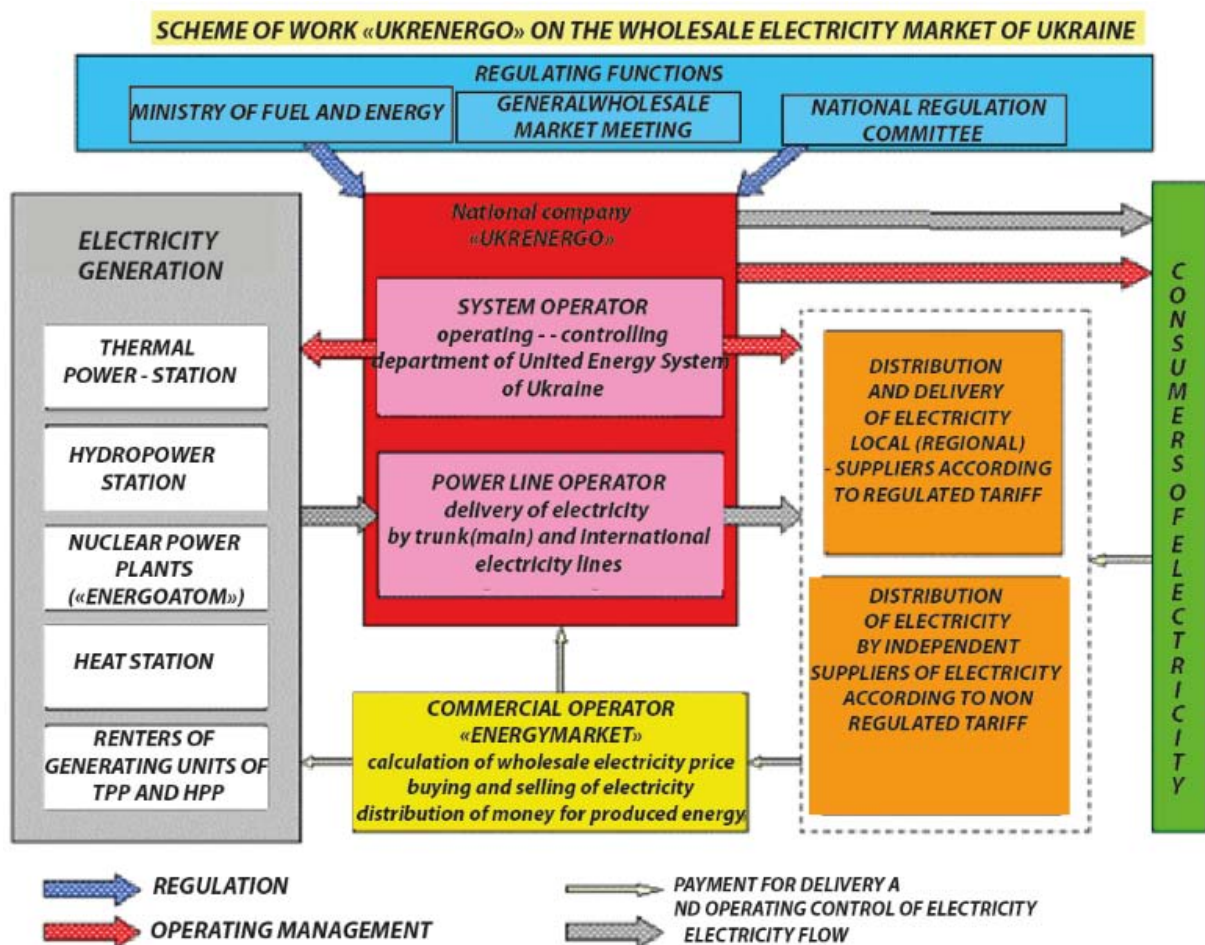 SCHEME OF WORK «UKRENERGO» ON THE WHOLESALE ELECTRICITY MARKET OF UKRAINE
REGULATING FUNCTIONS
MINISTRY OF FUEL AND ENERGY
GENERALWHOLESALE
MARKET MEETING
NATIONAL REGULATION
COMMITTEE
ELECTRICITY
GENERATION
THERMAL
POWER - STATION
HYDROPOWER
STATION
NUCLEAR POWER
PLANTS
(«ENERGOATOM»)
HEAT STATION
RENTERS OF
GENERATING UNITS OF
TPP AND HPP
National company
«UKRENERGO»
SYSTEM OPERATOR
operating - - controlling
department of United Energy System
of Ukraine
POWER LINE OPERATOR
delivery of electricity
by trunk(main) and international
electricity lines
COMMERCIAL OPERATOR
«ENERGYMARKET»
calculation of wholesale electricity price
buying and selling of electricity
distribution of money for produced energy
DISTRIBUTION
AND DELIVERY
OF ELECTRICITY
LOCAL (REGIONAL)
- SUPPLIERS ACCORDING
TO REGULATED TARIFF
DISTRIBUTION
OF ELECTRICITY
BY INDEPENDENT
SUPPLIERS OF ELECTRICITY
ACCORDING TO NON
REGULATED TARIFF
CONSUMERS OF ELECTRICITY
REGULATION
OPERATING MANAGEMENT
PAYMENT FOR DELIVERY A
ND OPERATING CONTROL OF ELECTRICITY
ELECTRICITY FLOW